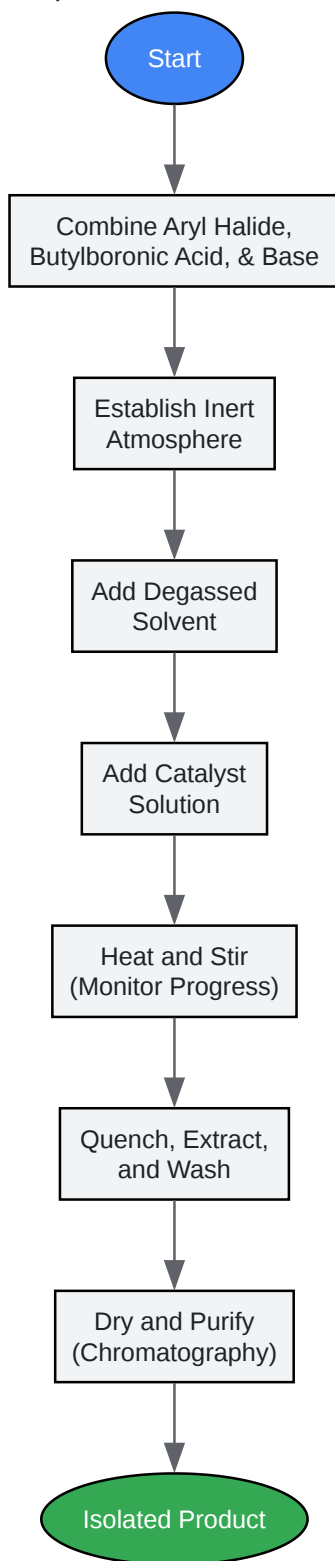 Start
Combine Aryl Halide,
Butylboronic Acid, & Base
Establish Inert
Atmosphere
Add Degassed
Solvent
Add Catalyst
Solution
Heat and Stir
(Monitor Progress)
Quench, Extract,
and Wash
Dry and Purify
(Chromatography)
Isolated Product